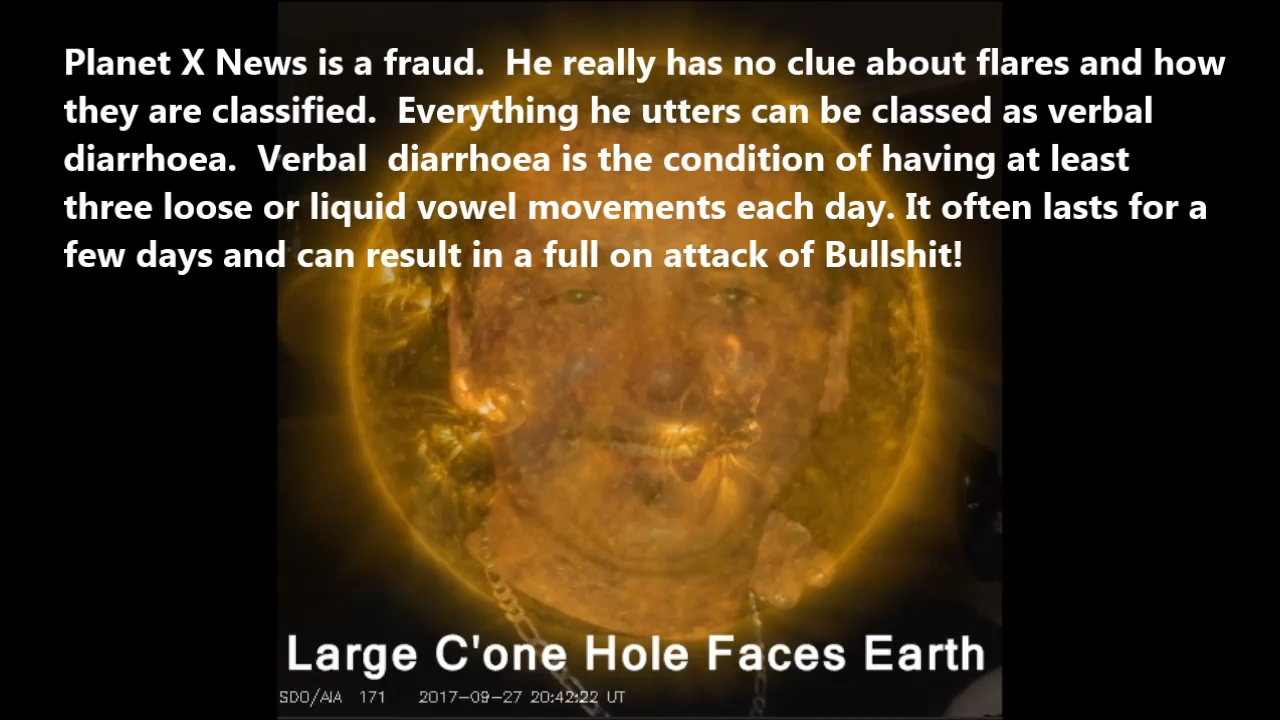 Planet X News is a fraud.  He really has no clue about flares and how
they are classified.  Everything he utters can be classed as verbal
diarrhoea.  Verbal  diarrhoea is the condition of having at least
three loose or liquid vowel movements each day. It often lasts for a
few days and can result in a full on attack of Bullshit!
Large C'one Hole Faces Earth
SDO/AIA  171  2017-09-27 20:42:22 UT